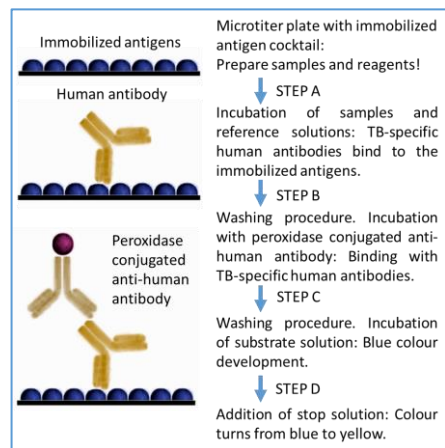 Immobilized antigens
Human antibody
Peroxidase
conjugated
anti-human
antibody
Microtiter plate with immobilized
antigen cocktail:
Prepare samples and reagents!
STEP A
Incubation of samples and
reference solutions: TB-specific
human antibodies bind to the
immobilized antigens.
STEP B
Washing procedure. Incubation
with peroxidase conjugated anti-
human antibody: Binding with
TB-specific human antibodies.
STEP C
Washing procedure. Incubation
of substrate solution: Blue colour
development.
STEP D
Addition of stop solution: Colour
turns from blue to yellow.